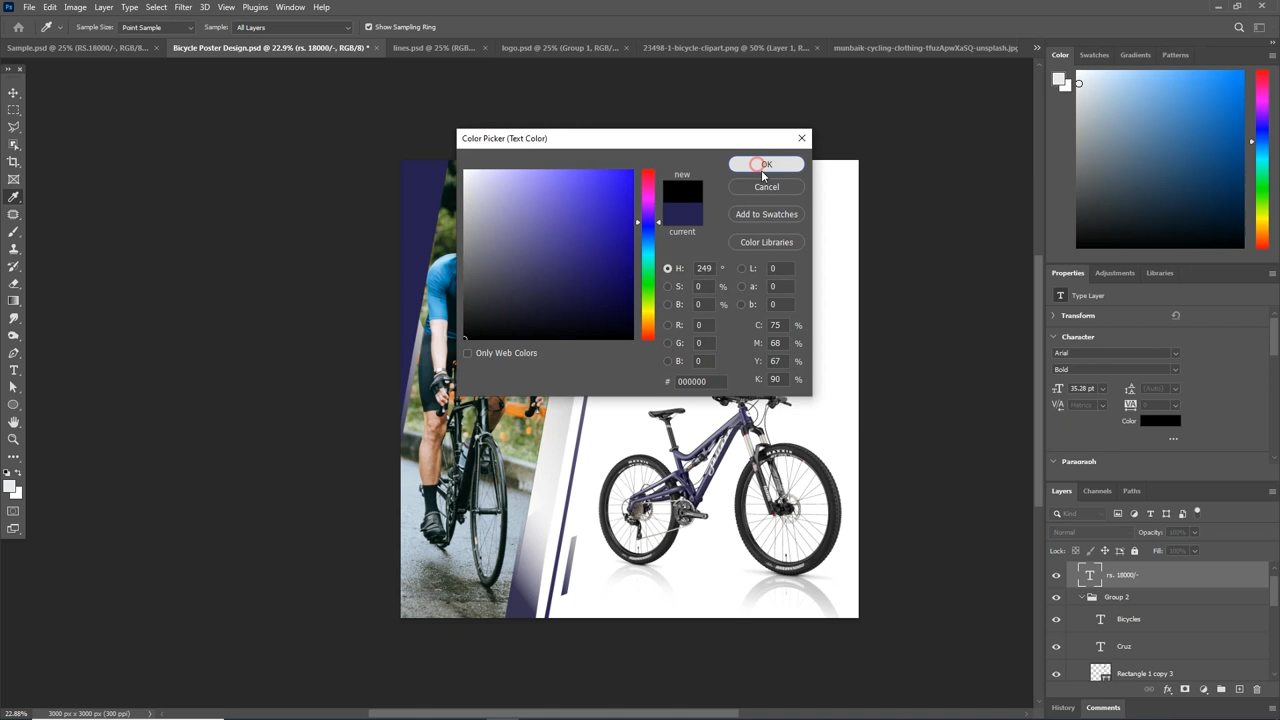 Ps File Edit Image Layer Type Select Filter 3D View Plugins Window Help
Sample Size: Point Sample Sample: All Layers Show Sampling Ring
Sample.psd @ 25% (RS.18000/-, RGB/8... × Bicycle Poster Design.psd @ 22.9% (rs. 18000/-, RGB/8) * × lines.psd @ 25% (RGB... × logo.psd @ 25% (Group 1, RGB/... × 23498-1-bicycle-clipart.png @ 50% (Layer 1, R... × munbaik-cycling-clothing-tfuzApwXaSQ-unsplash.jpg
Color Swatches Gradients Patterns
Color Picker (Text Color)
new
current
OK
Cancel
Add to Swatches
Color Libraries
H: 249 ° L: 0
S: 0 % a: 0
B: 0 % b: 0
R: 0 C: 75 %
G: 0 M: 68 %
B: 0 Y: 67 %
# 000000 K: 90 %
Only Web Colors
Properties Adjustments Libraries
T Type Layer
Transform
Character
Arial
Bold
35.28 pt (Auto)
Metrics 0
Color
Paragraph
Layers Channels Paths
Kind
Normal Opacity: 100%
Lock: Fill: 100%
T rs. 18000/-
Group 2
T Bicycles
T Cruz
Rectangle 1 copy 3
fx
History Comments
22.88% 3000 px x 3000 px (300 ppi)